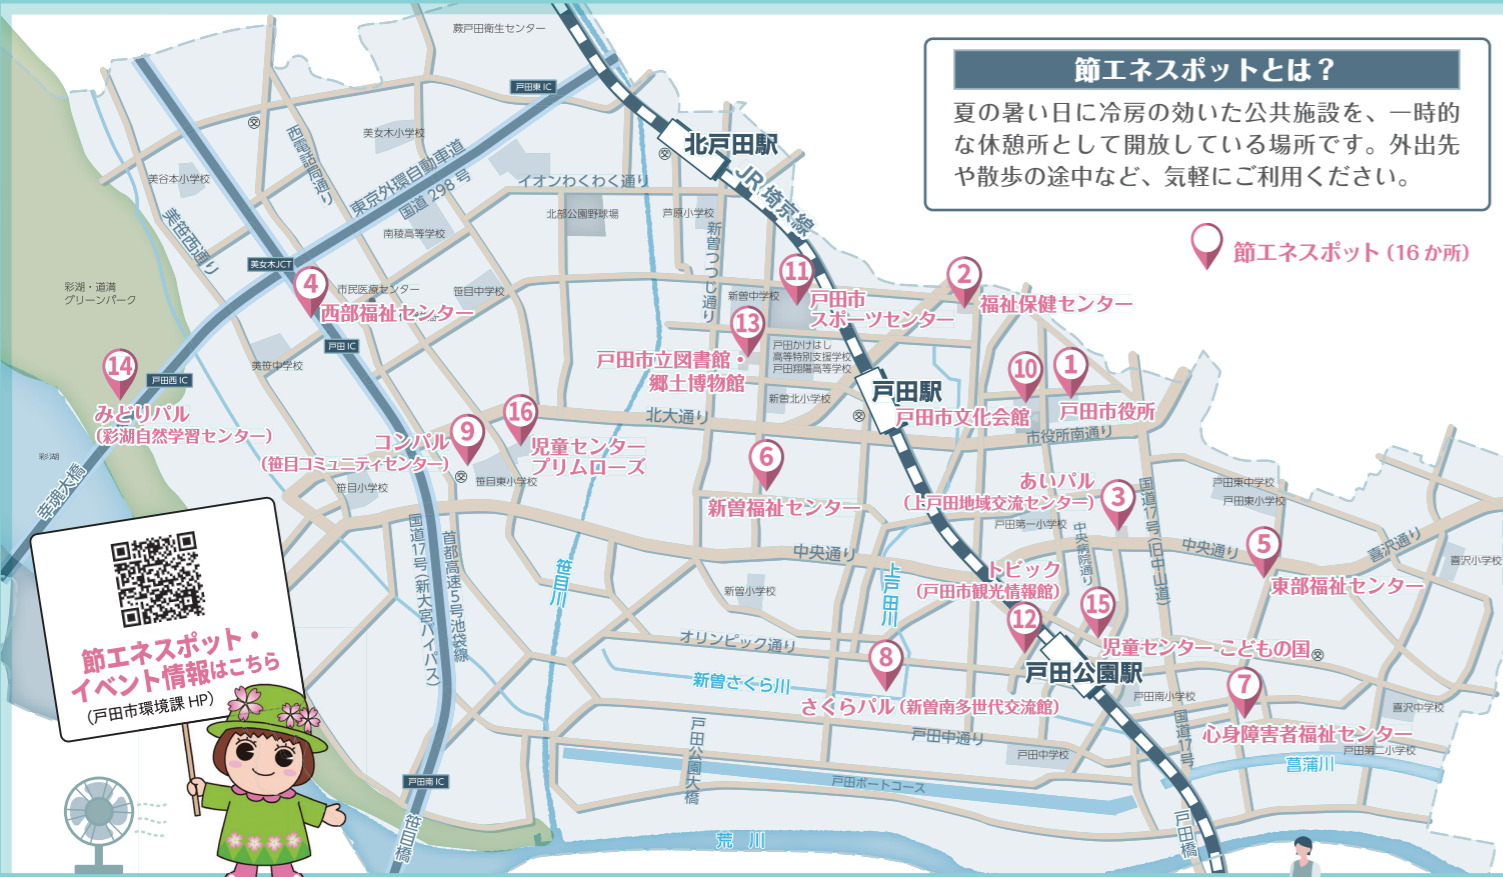 蕨戸田衛生センター
節エネスポットとは？
夏の暑い日に冷房の効いた公共施設を、一時的
な休憩所として開放している場所です。外出先
や散歩の途中など、気軽にご利用ください。
節エネスポット（16か所）
戸田東IC
北戸田駅
JR埼京線
美女木小学校
西電話局通り
東京外環自動車道
国道298号
美谷本小学校
美笹西通り
イオンわくわく通り
北部公園野球場
芦原小学校
新曽つつじ通り
南稜高等学校
美女木JCT
彩湖・道満
グリーンパーク
4
市民医療センター
西部福祉センター
笹目中学校
戸田IC
11
新曽中学校
戸田市
スポーツセンター
2
福祉保健センター
13
戸田市立図書館・
郷土博物館
戸田かけはし
高等特別支援学校
戸田翔陽高等学校
14
戸田西IC
みどりパル
（彩湖自然学習センター）
美笹中学校
新曽北小学校
戸田駅
10
戸田市文化会館
1
戸田市役所
市役所南通り
北大通り
16
児童センター
プリムローズ
9
コンパル
（笹目コミュニティセンター）
笹目小学校
笹目東小学校
6
新曽福祉センター
彩湖
幸魂大橋
あいパル
（上戸田地域交流センター）
3
戸田第一小学校
中央病院通り
国道17号（旧中山道）
戸田東中学校
戸田東小学校
中央通り
5
東部福祉センター
喜沢通り
喜沢小学校
国道17号（新大宮バイパス）
首都高速5号池袋線
笹目川
中央通り
上戸田川
新曽小学校
トビック
（戸田市観光情報館）
12
15
児童センター こどもの国
戸田公園駅
オリンピック通り
新曽さくら川
8
さくらパル（新曽南多世代交流館）
戸田南小学校
7
心身障害者福祉センター
喜沢中学校
戸田第二小学校
国道17号
菖蒲川
戸田公園大橋
戸田中通り
戸田中学校
戸田ボートコース
戸田南IC
笹目橋
荒川
戸田橋
節エネスポット・
イベント情報はこちら
（戸田市環境課HP）